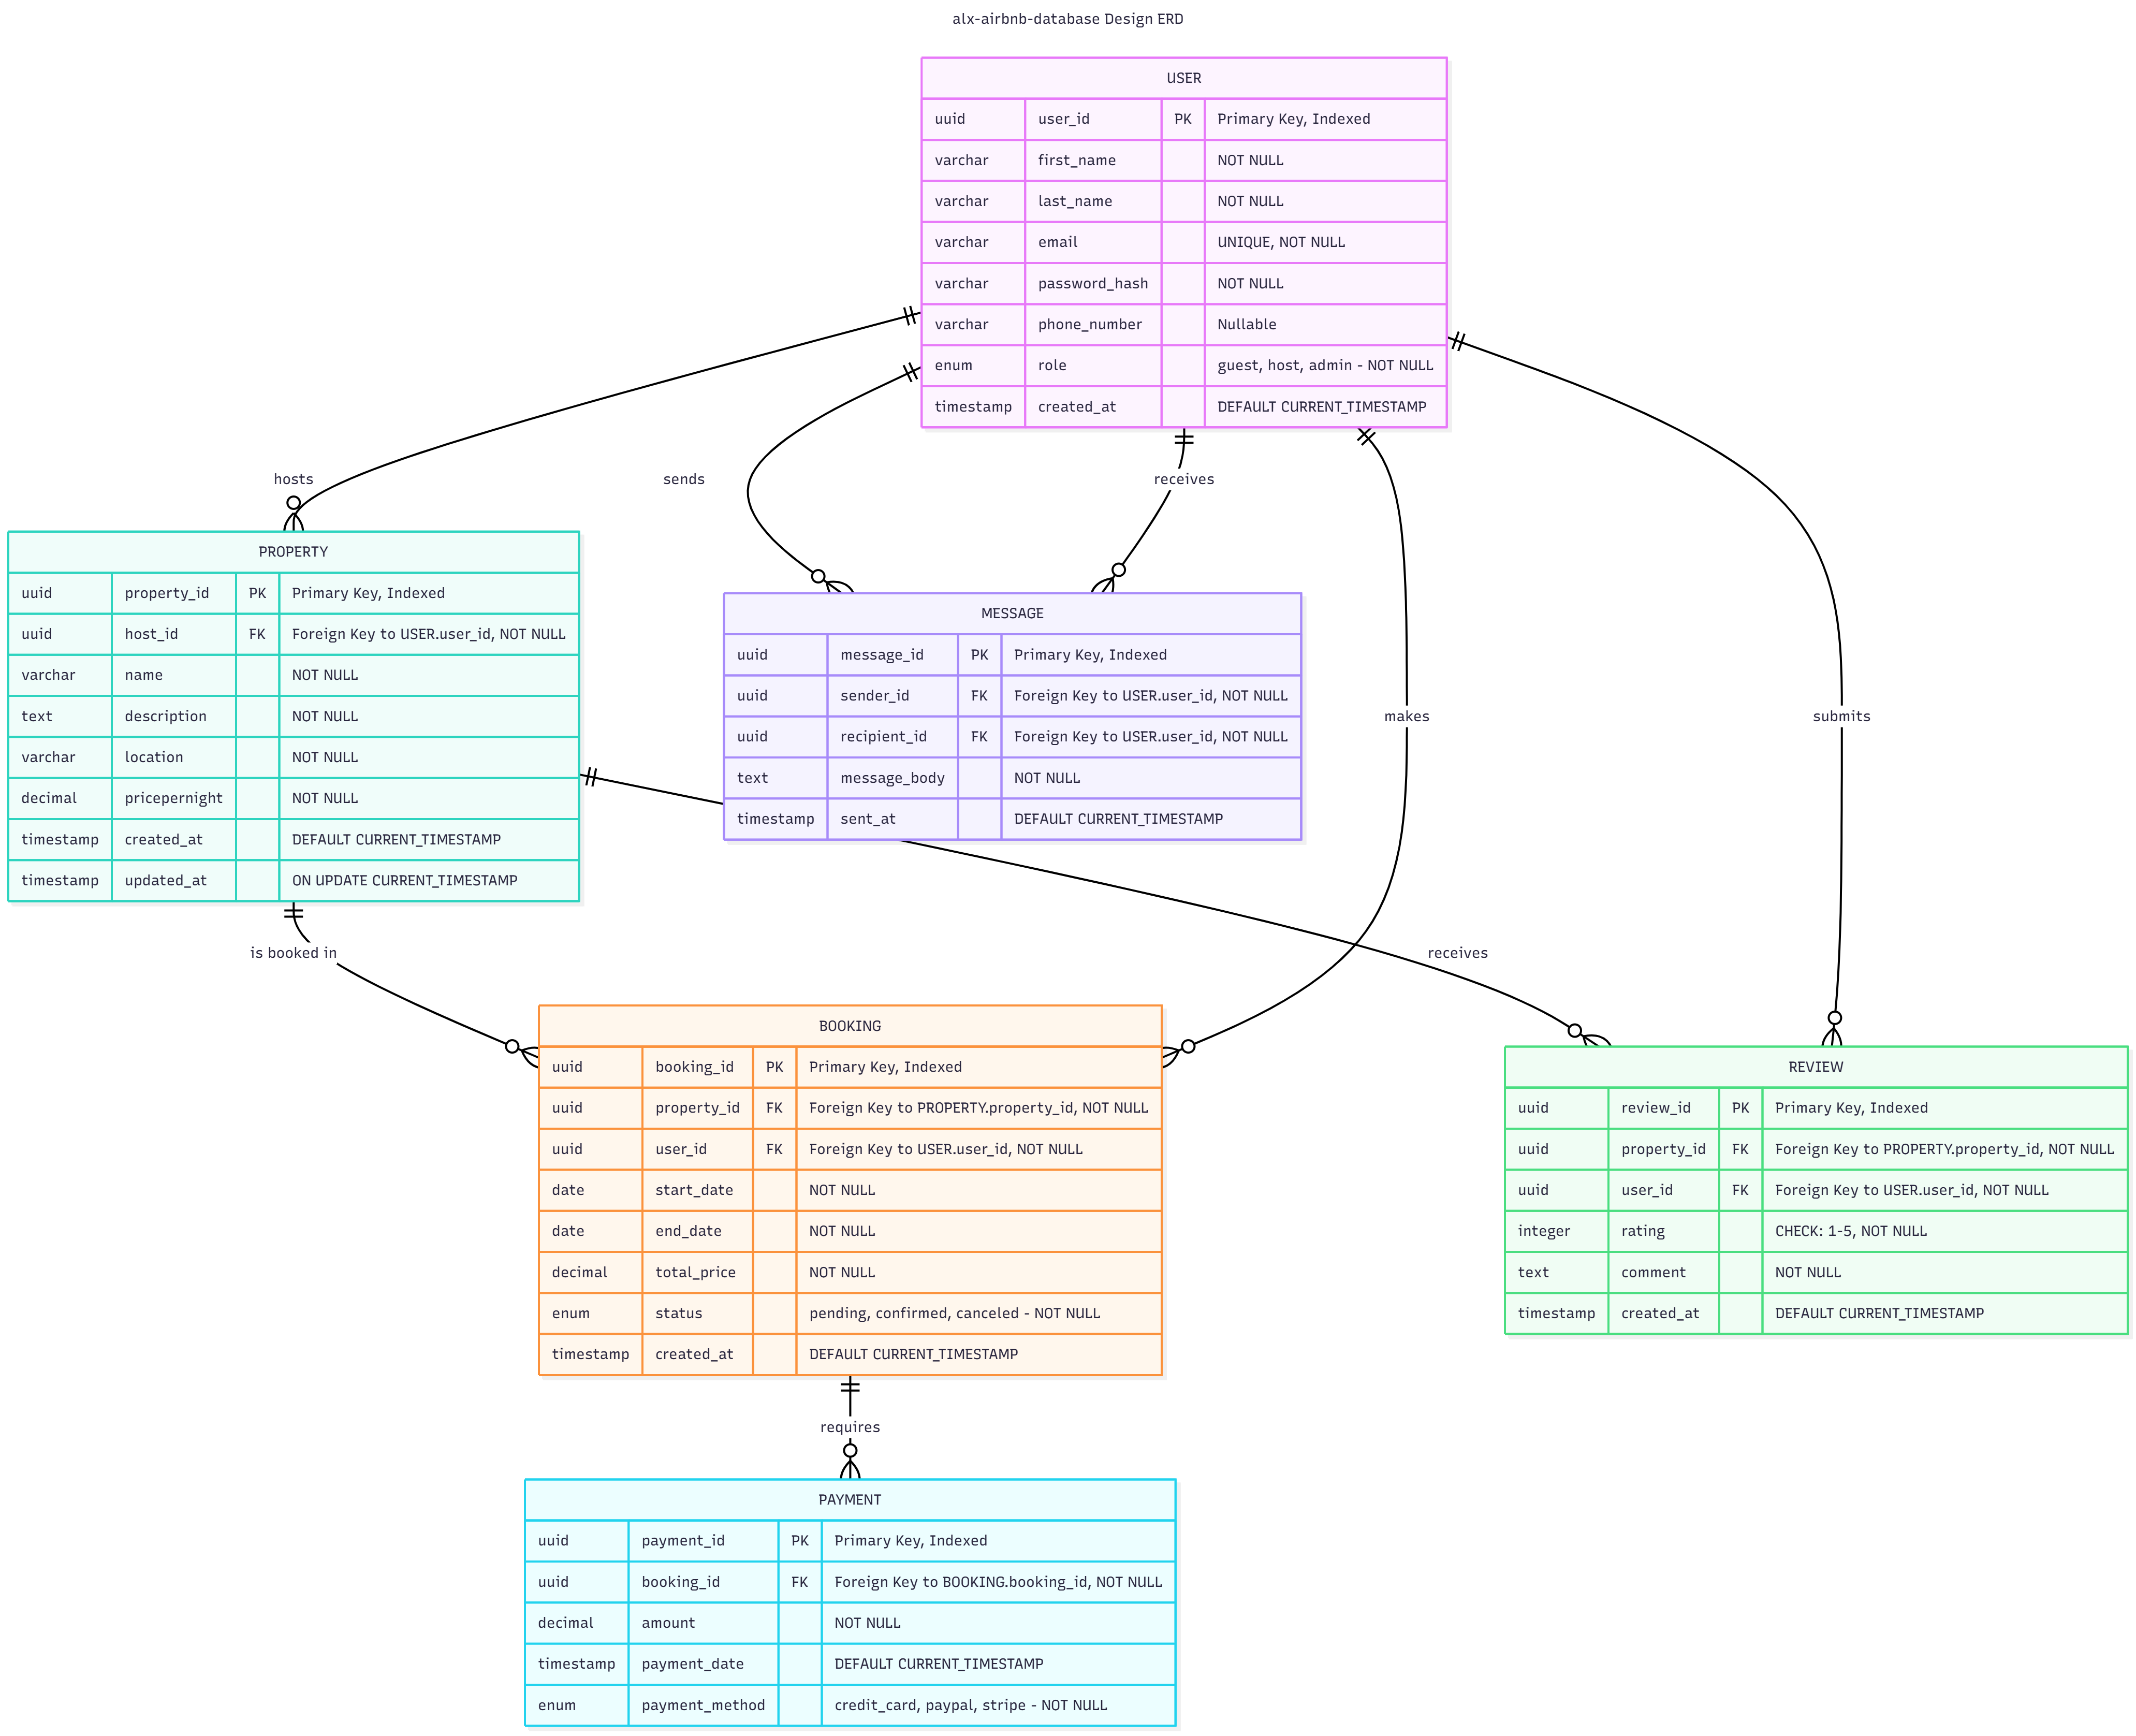 alx-airbnb-database Design ERD
USER
uuid user_id PK Primary Key, Indexed
varchar first_name NOT NULL
varchar last_name NOT NULL
varchar email UNIQUE, NOT NULL
varchar password_hash NOT NULL
varchar phone_number Nullable
enum role guest, host, admin - NOT NULL
timestamp created_at DEFAULT CURRENT_TIMESTAMP
hosts
sends
receives
PROPERTY
uuid property_id PK Primary Key, Indexed
uuid host_id FK Foreign Key to USER.user_id, NOT NULL
varchar name NOT NULL
text description NOT NULL
varchar location NOT NULL
decimal pricepernight NOT NULL
timestamp created_at DEFAULT CURRENT_TIMESTAMP
timestamp updated_at ON UPDATE CURRENT_TIMESTAMP
MESSAGE
uuid message_id PK Primary Key, Indexed
uuid sender_id FK Foreign Key to USER.user_id, NOT NULL
uuid recipient_id FK Foreign Key to USER.user_id, NOT NULL
text message_body NOT NULL
timestamp sent_at DEFAULT CURRENT_TIMESTAMP
makes
submits
is booked in
receives
BOOKING
uuid booking_id PK Primary Key, Indexed
uuid property_id FK Foreign Key to PROPERTY.property_id, NOT NULL
uuid user_id FK Foreign Key to USER.user_id, NOT NULL
date start_date NOT NULL
date end_date NOT NULL
decimal total_price NOT NULL
enum status pending, confirmed, canceled - NOT NULL
timestamp created_at DEFAULT CURRENT_TIMESTAMP
REVIEW
uuid review_id PK Primary Key, Indexed
uuid property_id FK Foreign Key to PROPERTY.property_id, NOT NULL
uuid user_id FK Foreign Key to USER.user_id, NOT NULL
integer rating CHECK: 1-5, NOT NULL
text comment NOT NULL
timestamp created_at DEFAULT CURRENT_TIMESTAMP
requires
PAYMENT
uuid payment_id PK Primary Key, Indexed
uuid booking_id FK Foreign Key to BOOKING.booking_id, NOT NULL
decimal amount NOT NULL
timestamp payment_date DEFAULT CURRENT_TIMESTAMP
enum payment_method credit_card, paypal, stripe - NOT NULL